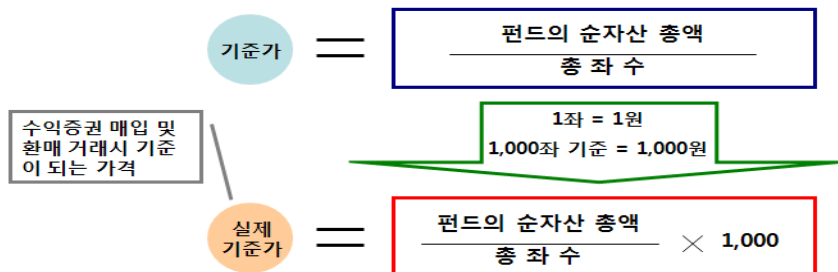 기준가
펀드의 순자산 총액
총 좌 수
수익증권 매입 및
환매 거래시 기준
이 되는 가격
1좌 = 1원
1,000좌 기준 = 1,000원
실제
기준가
펀드의 순자산 총액
총 좌 수
× 1,000